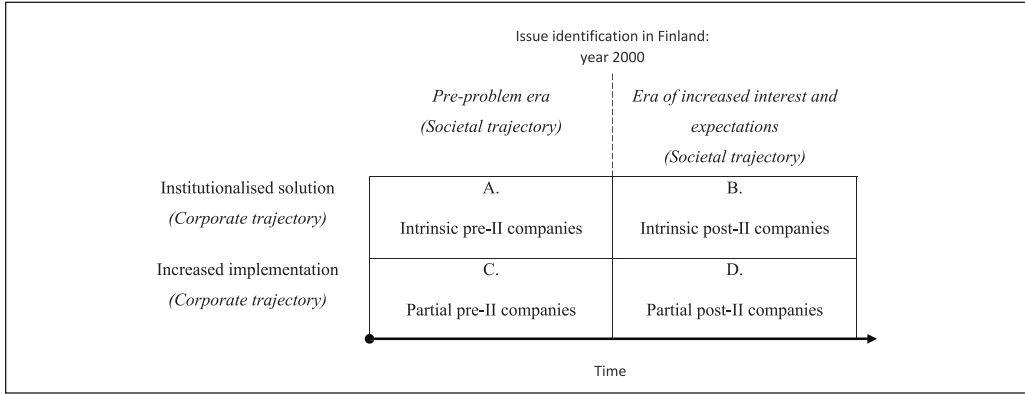 Issue identification in Finland:
year 2000
Pre-problem era
(Societal trajectory)
Era of increased interest and
expectations
(Societal trajectory)
Institutionalised solution
(Corporate trajectory)
A.
Intrinsic pre-II companies
B.
Intrinsic post-II companies
Increased implementation
(Corporate trajectory)
C.
Partial pre-II companies
D.
Partial post-II companies
Time